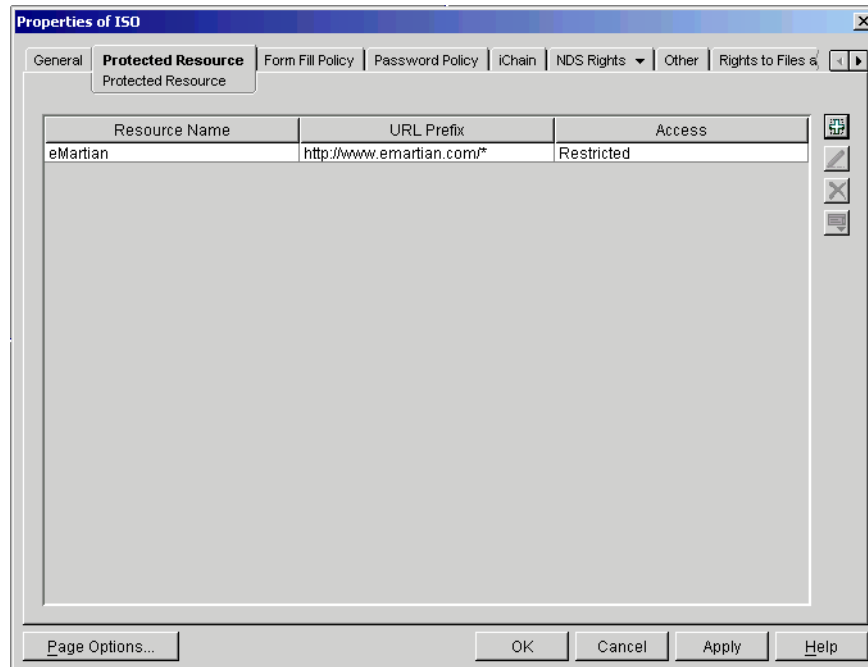 Properties of ISO
General Protected Resource Form Fill Policy Password Policy iChain NDS Rights Other Rights to Files a
Protected Resource
Resource Name URL Prefix Access
eMartian http://www.emartian.com/* Restricted
Page Options... OK Cancel Apply Help